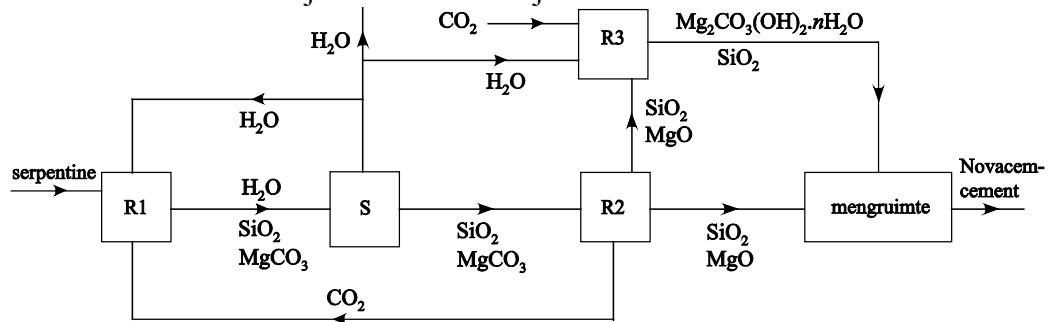 CO₂
R3
Mg₂CO₃(OH)₂.nH₂O
SiO₂
H₂O
H₂O
H₂O
SiO₂
MgO
serpentine
R1
H₂O
SiO₂
MgCO₃
S
SiO₂
MgCO₃
R2
SiO₂
MgO
mengruimte
Novacem-
cement
CO₂